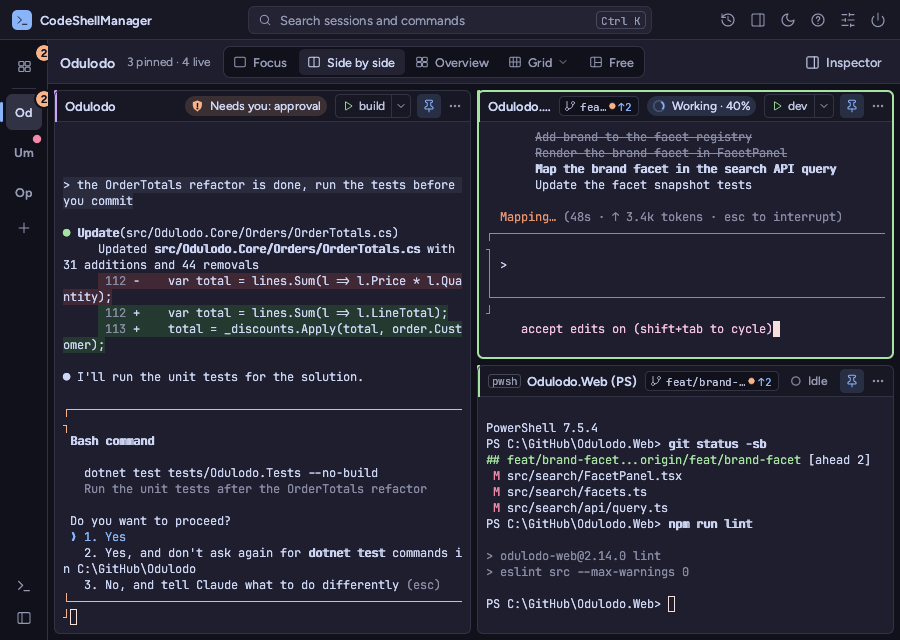 CodeShellManager
Search sessions and commands
Ctrl K
2
Odulodo
3 pinned · 4 live
Focus
Side by side
Overview
Grid
Free
Inspector
2
Od
Um
Op
Odulodo
Needs you: approval
build
> the OrderTotals refactor is done, run the tests before
you commit
● Update(src/Odulodo.Core/Orders/OrderTotals.cs)
Updated src/Odulodo.Core/Orders/OrderTotals.cs with
31 additions and 44 removals
112 -    var total = lines.Sum(l => l.Price * l.Qua
ntity);
112 +    var total = lines.Sum(l => l.LineTotal);
113 +    total = _discounts.Apply(total, order.Cust
omer);
● I'll run the unit tests for the solution.
Bash command
dotnet test tests/Odulodo.Tests --no-build
Run the unit tests after the OrderTotals refactor
Do you want to proceed?
❯ 1. Yes
2. Yes, and don't ask again for dotnet test commands i
n C:\GitHub\Odulodo
3. No, and tell Claude what to do differently (esc)
Odulodo....
fea… ↑2
Working · 40%
dev
Add brand to the facet registry
Render the brand facet in FacetPanel
Map the brand facet in the search API query
Update the facet snapshot tests
Mapping… (48s · ↑ 3.4k tokens · esc to interrupt)
>
accept edits on (shift+tab to cycle)
pwsh
Odulodo.Web (PS)
feat/brand-… ↑2
Idle
PowerShell 7.5.4
PS C:\GitHub\Odulodo.Web> git status -sb
## feat/brand-facet...origin/feat/brand-facet [ahead 2]
M src/search/FacetPanel.tsx
M src/search/facets.ts
M src/search/api/query.ts
PS C:\GitHub\Odulodo.Web> npm run lint
> odulodo-web@2.14.0 lint
> eslint src --max-warnings 0
PS C:\GitHub\Odulodo.Web>